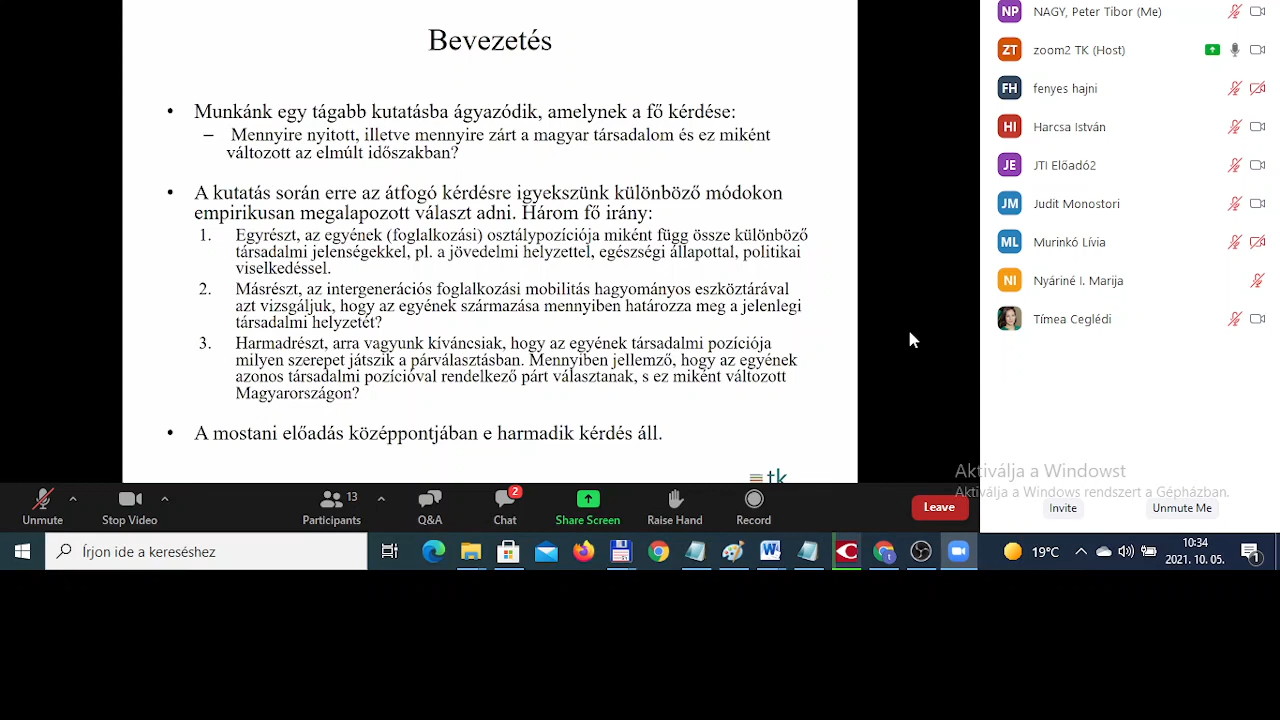 Bevezetés
• Munkánk egy tágabb kutatásba ágyazódik, amelynek a fő kérdése:
– Mennyire nyitott, illetve mennyire zárt a magyar társadalom és ez miként
változott az elmúlt időszakban?
• A kutatás során erre az átfogó kérdésre igyekszünk különböző módokon
empirikusan megalapozott választ adni. Három fő irány:
1. Egyrészt, az egyének (foglalkozási) osztálypozíciója miként függ össze különböző
társadalmi jelenségekkel, pl. a jövedelmi helyzettel, egészségi állapottal, politikai
viselkedéssel.
2. Másrészt, az intergenerációs foglalkozási mobilitás hagyományos eszköztárával
azt vizsgáljuk, hogy az egyének származása mennyiben határozza meg a jelenlegi
társadalmi helyzetét?
3. Harmadrészt, arra vagyunk kíváncsiak, hogy az egyének társadalmi pozíciója
milyen szerepet játszik a párválasztásban. Mennyiben jellemző, hogy az egyének
azonos társadalmi pozícióval rendelkező párt választanak, s ez miként változott
Magyarországon?
• A mostani előadás középpontjában e harmadik kérdés áll.
tk
NP NAGY, Peter Tibor (Me)
ZT zoom2 TK (Host)
FH fenyes hajni
HI Harcsa István
JE JTI Előadó2
JM Judit Monostori
ML Murinkó Lívia
NI Nyáriné I. Marija
Tímea Ceglédi
Aktiválja a Windowst
Aktiválja a Windows rendszert a Gépházban.
Invite
Unmute Me
Unmute
Stop Video
13
Participants
Q&A
2
Chat
Share Screen
Raise Hand
Record
Leave
Írjon ide a kereséshez
19°C
10:34
2021. 10. 05.
1